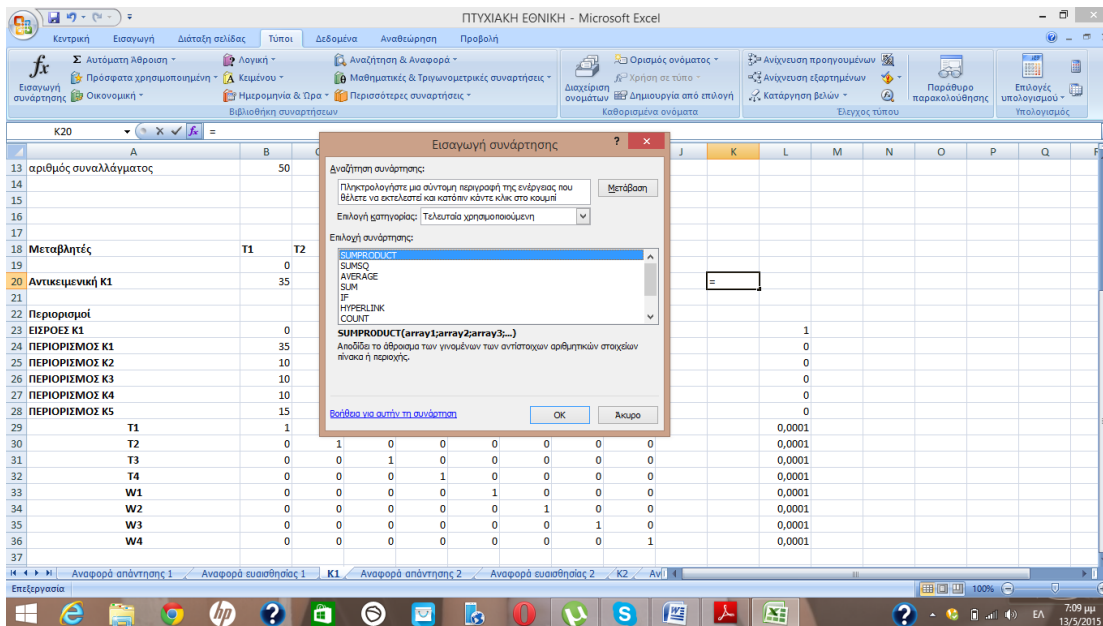 ΠΤΥΧΙΑΚΗ ΕΘΝΙΚΗ - Microsoft Excel
Κεντρική Εισαγωγή Διάταξη σελίδας Τύποι Δεδομένα Αναθεώρηση Προβολή
fx Εισαγωγή συνάρτησης
Σ Αυτόματη Άθροιση
Πρόσφατα χρησιμοποιημένη
Οικονομική
Λογική
Κειμένου
Ημερομηνία & Ώρα
Αναζήτηση & Αναφορά
Μαθηματικές & Τριγωνομετρικές συναρτήσεις
Περισσότερες συναρτήσεις
Βιβλιοθήκη συναρτήσεων
Διαχείριση ονομάτων
Ορισμός ονόματος
Χρήση σε τύπο
Δημιουργία από επιλογή
Καθορισμένα ονόματα
Ανίχνευση προηγουμένων
Ανίχνευση εξαρτημένων
Κατάργηση βελών
Παράθυρο παρακολούθησης
Έλεγχος τύπου
Επιλογές υπολογισμού
Υπολογισμός
K20 fx =
A B C J K L M N O P Q
13 αριθμός συναλλάγματος 50
14
15
16
17
18 Μεταβλητές T1 T2
19 0
20 Αντικειμενική K1 35 =
21
22 Περιορισμοί
23 ΕΙΣΡΟΕΣ K1 0 1
24 ΠΕΡΙΟΡΙΣΜΟΣ K1 35 0
25 ΠΕΡΙΟΡΙΣΜΟΣ K2 10 0
26 ΠΕΡΙΟΡΙΣΜΟΣ K3 10 0
27 ΠΕΡΙΟΡΙΣΜΟΣ K4 10 0
28 ΠΕΡΙΟΡΙΣΜΟΣ K5 15 0
29 T1 1 0,0001
30 T2 0 1 0 0 0 0 0 0 0,0001
31 T3 0 0 1 0 0 0 0 0 0,0001
32 T4 0 0 0 1 0 0 0 0 0,0001
33 W1 0 0 0 0 1 0 0 0 0,0001
34 W2 0 0 0 0 0 1 0 0 0,0001
35 W3 0 0 0 0 0 0 1 0 0,0001
36 W4 0 0 0 0 0 0 0 1 0,0001
37
Εισαγωγή συνάρτησης ?
Αναζήτηση συνάρτησης:
Πληκτρολογήστε μια σύντομη περιγραφή της ενέργειας που
θέλετε να εκτελεστεί και κατόπιν κάντε κλικ στο κουμπί
Μετάβαση
Επιλογή κατηγορίας: Τελευταία χρησιμοποιούμενη
Επιλοχή συνάρτησης:
SUMPRODUCT
SUMSQ
AVERAGE
SUM
IF
HYPERLINK
COUNT
SUMPRODUCT(array1;array2;array3;...)
Αποδίδει το άθροισμα των γινομένων των αντίστοιχων αριθμητικών στοιχείων
πίνακα ή περιοχής.
Βοήθεια για αυτήν τη συνάρτηση
OK Άκυρο
Αναφορά απάντησης 1 Αναφορά ευαισθησίας 1 K1 Αναφορά απάντησης 2 Αναφορά ευαισθησίας 2 K2
Επεξεργασία 100%
ΕΛ 7:09 μμ
13/5/2015